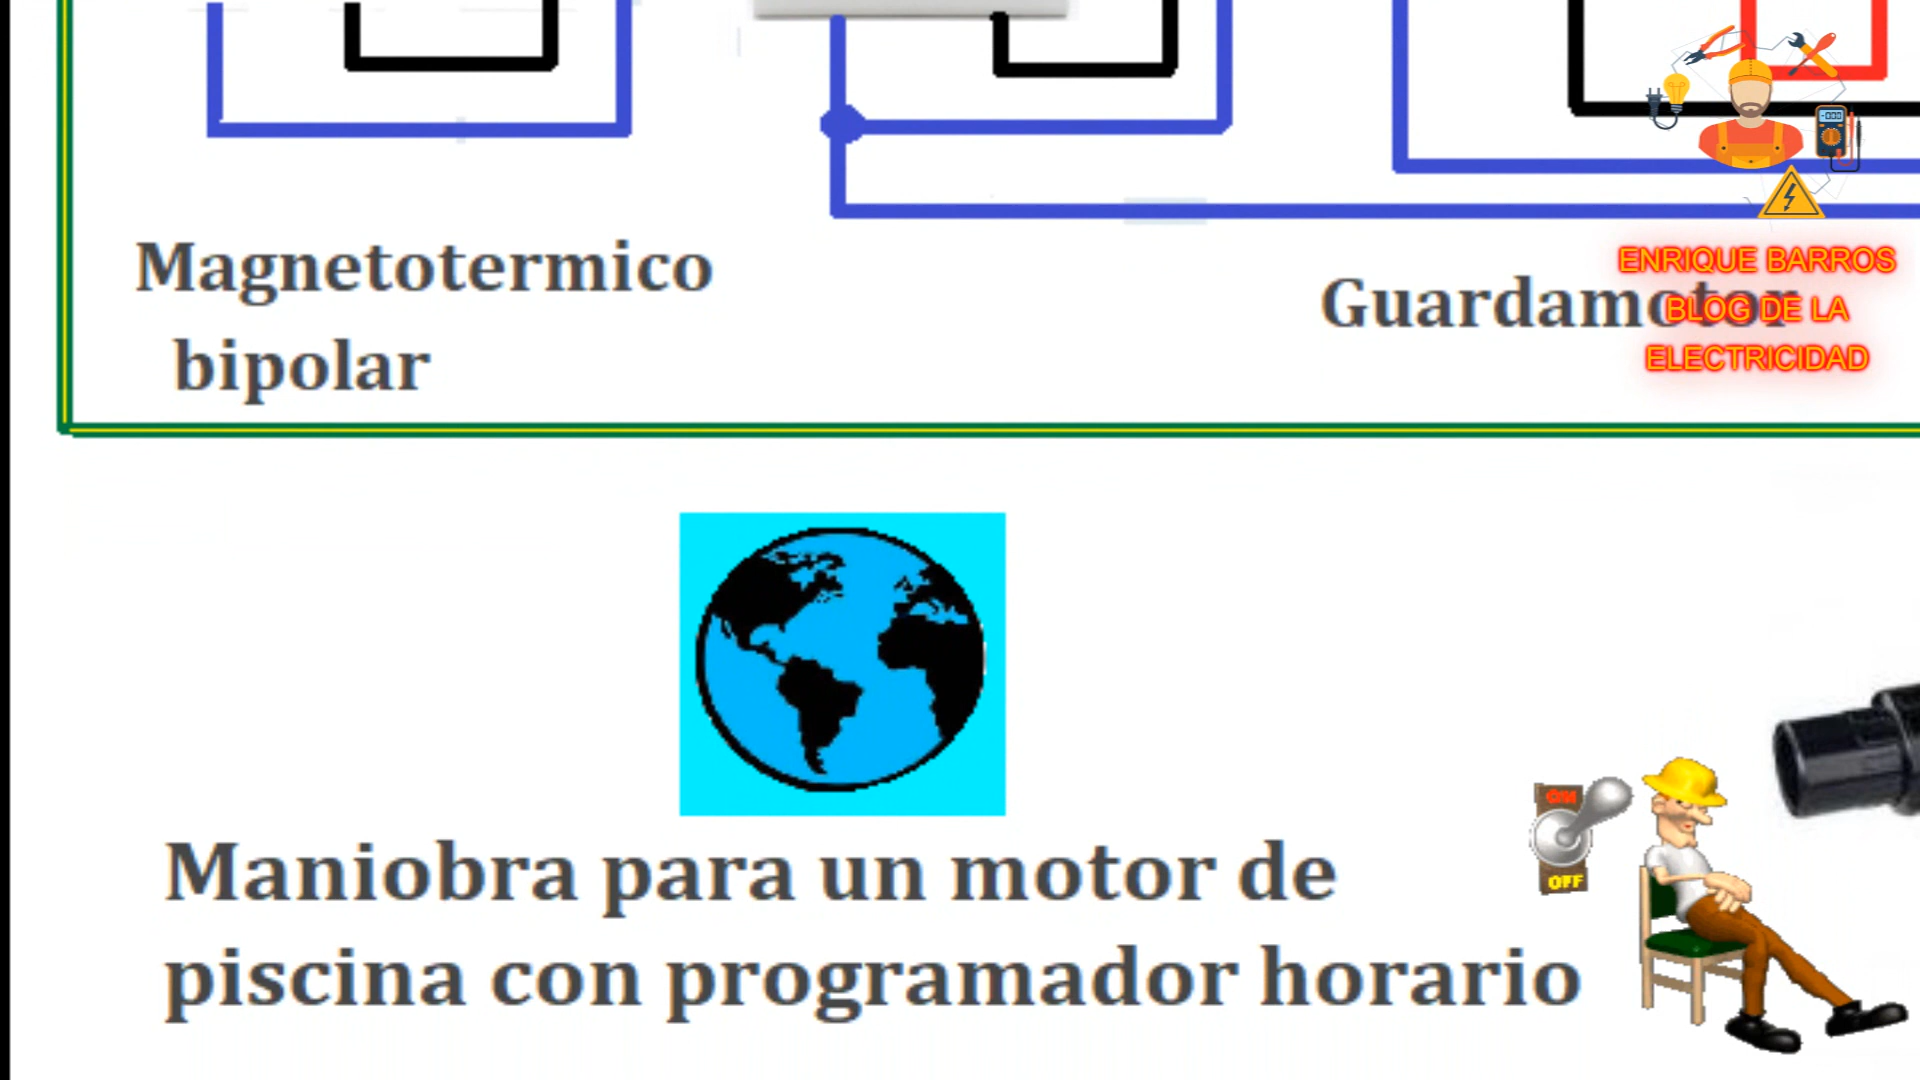 Magnetotermico
bipolar
Guardamotor
ENRIQUE BARROS
BLOG DE LA
ELECTRICIDAD
ON
OFF
Maniobra para un motor de
piscina con programador horario